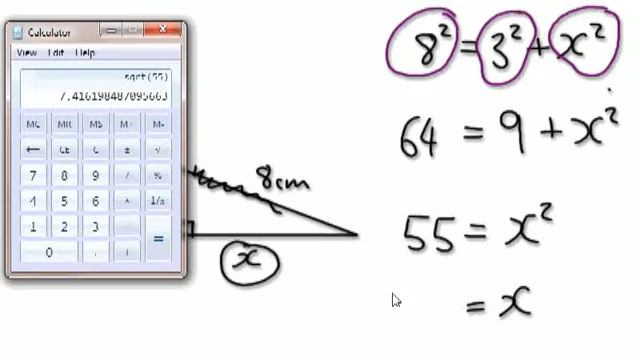 Calculator
View Edit Help
sqrt(55)
7.416198487095663
MC MR MS M+ M-
← CE C ± √
7 8 9 / %
4 5 6 * 1/x
1 2 3 =
0 . +
8cm
x
8² = 3² + x²
64 = 9 + x²
55 = x²
= x